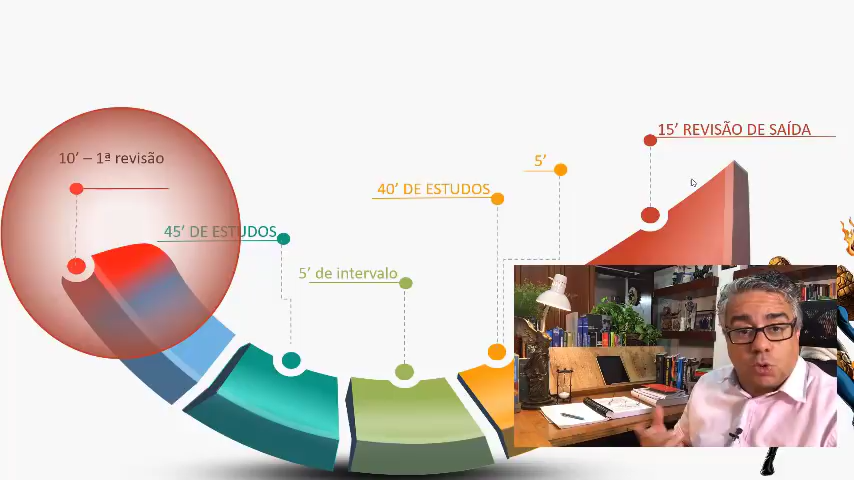 10' – 1ª revisão
45' DE ESTUDOS
5' de intervalo
40' DE ESTUDOS
5'
15' REVISÃO DE SAÍDA